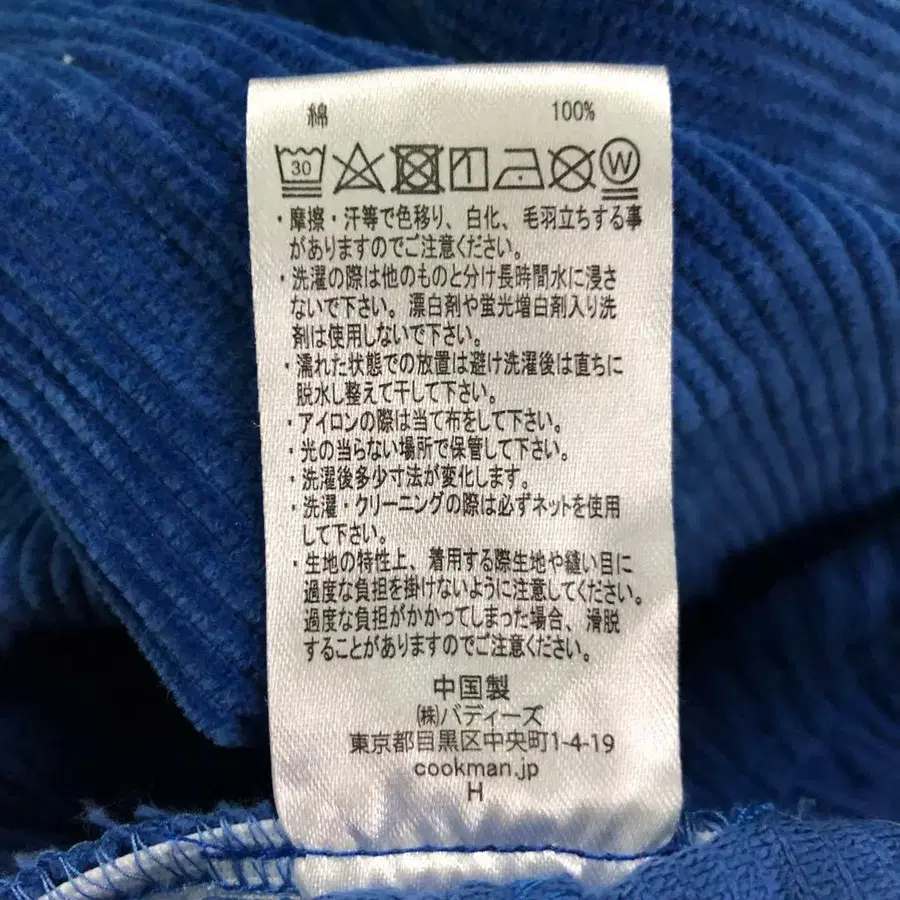 綿 100%
30 W
・摩擦・汗等で色移り、白化、毛羽立ちする事
がありますのでご注意ください。
・洗濯の際は他のものと分け長時間水に浸さ
ないで下さい。漂白剤や蛍光増白剤入り洗
剤は使用しないで下さい。
・濡れた状態での放置は避け洗濯後は直ちに
脱水し整えて干して下さい。
・アイロンの際は当て布をして下さい。
・光の当らない場所で保管して下さい。
・洗濯後多少寸法が変化します。
・洗濯・クリーニングの際は必ずネットを使用
して下さい。
・生地の特性上、着用する際生地や縫い目に
過度な負担を掛けないように注意してください。
過度な負担がかかってしまった場合、滑脱
することがありますのでご注意ください。
中国製
㈱バディーズ
東京都目黒区中央町1-4-19
cookman.jp
H